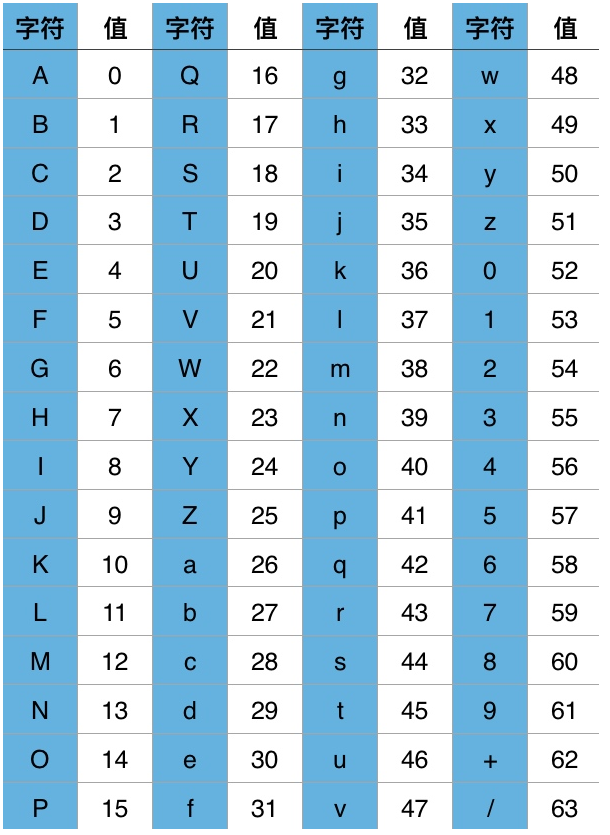 字符 值 字符 值 字符 值 字符 值
A 0 Q 16 g 32 w 48
B 1 R 17 h 33 x 49
C 2 S 18 i 34 y 50
D 3 T 19 j 35 z 51
E 4 U 20 k 36 0 52
F 5 V 21 l 37 1 53
G 6 W 22 m 38 2 54
H 7 X 23 n 39 3 55
I 8 Y 24 o 40 4 56
J 9 Z 25 p 41 5 57
K 10 a 26 q 42 6 58
L 11 b 27 r 43 7 59
M 12 c 28 s 44 8 60
N 13 d 29 t 45 9 61
O 14 e 30 u 46 + 62
P 15 f 31 v 47 / 63